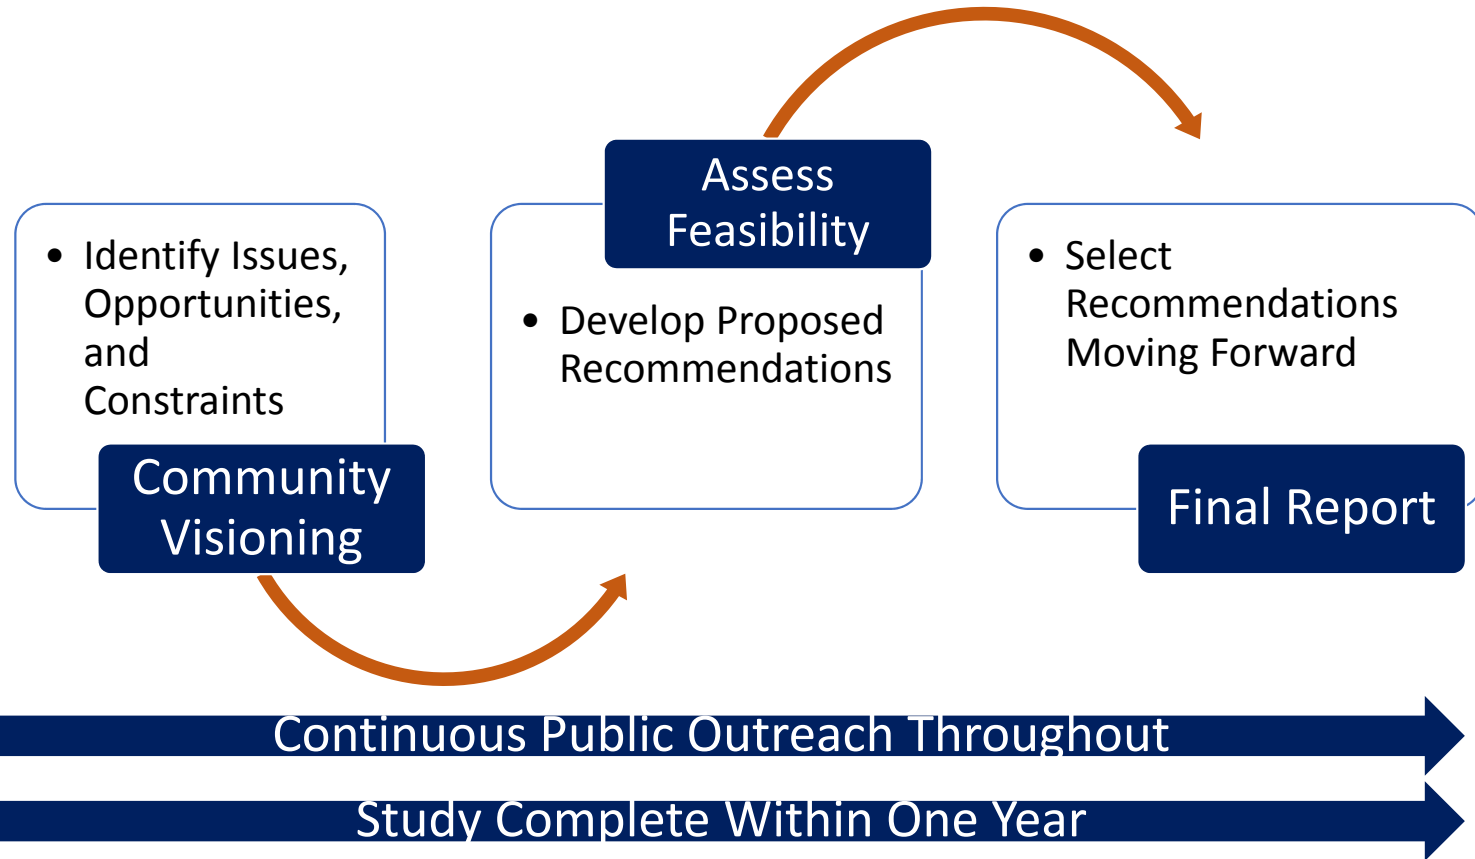 • Identify Issues,
Opportunities,
and
Constraints
Community
Visioning
Assess
Feasibility
• Develop Proposed
Recommendations
• Select
Recommendations
Moving Forward
Final Report
Continuous Public Outreach Throughout
Study Complete Within One Year